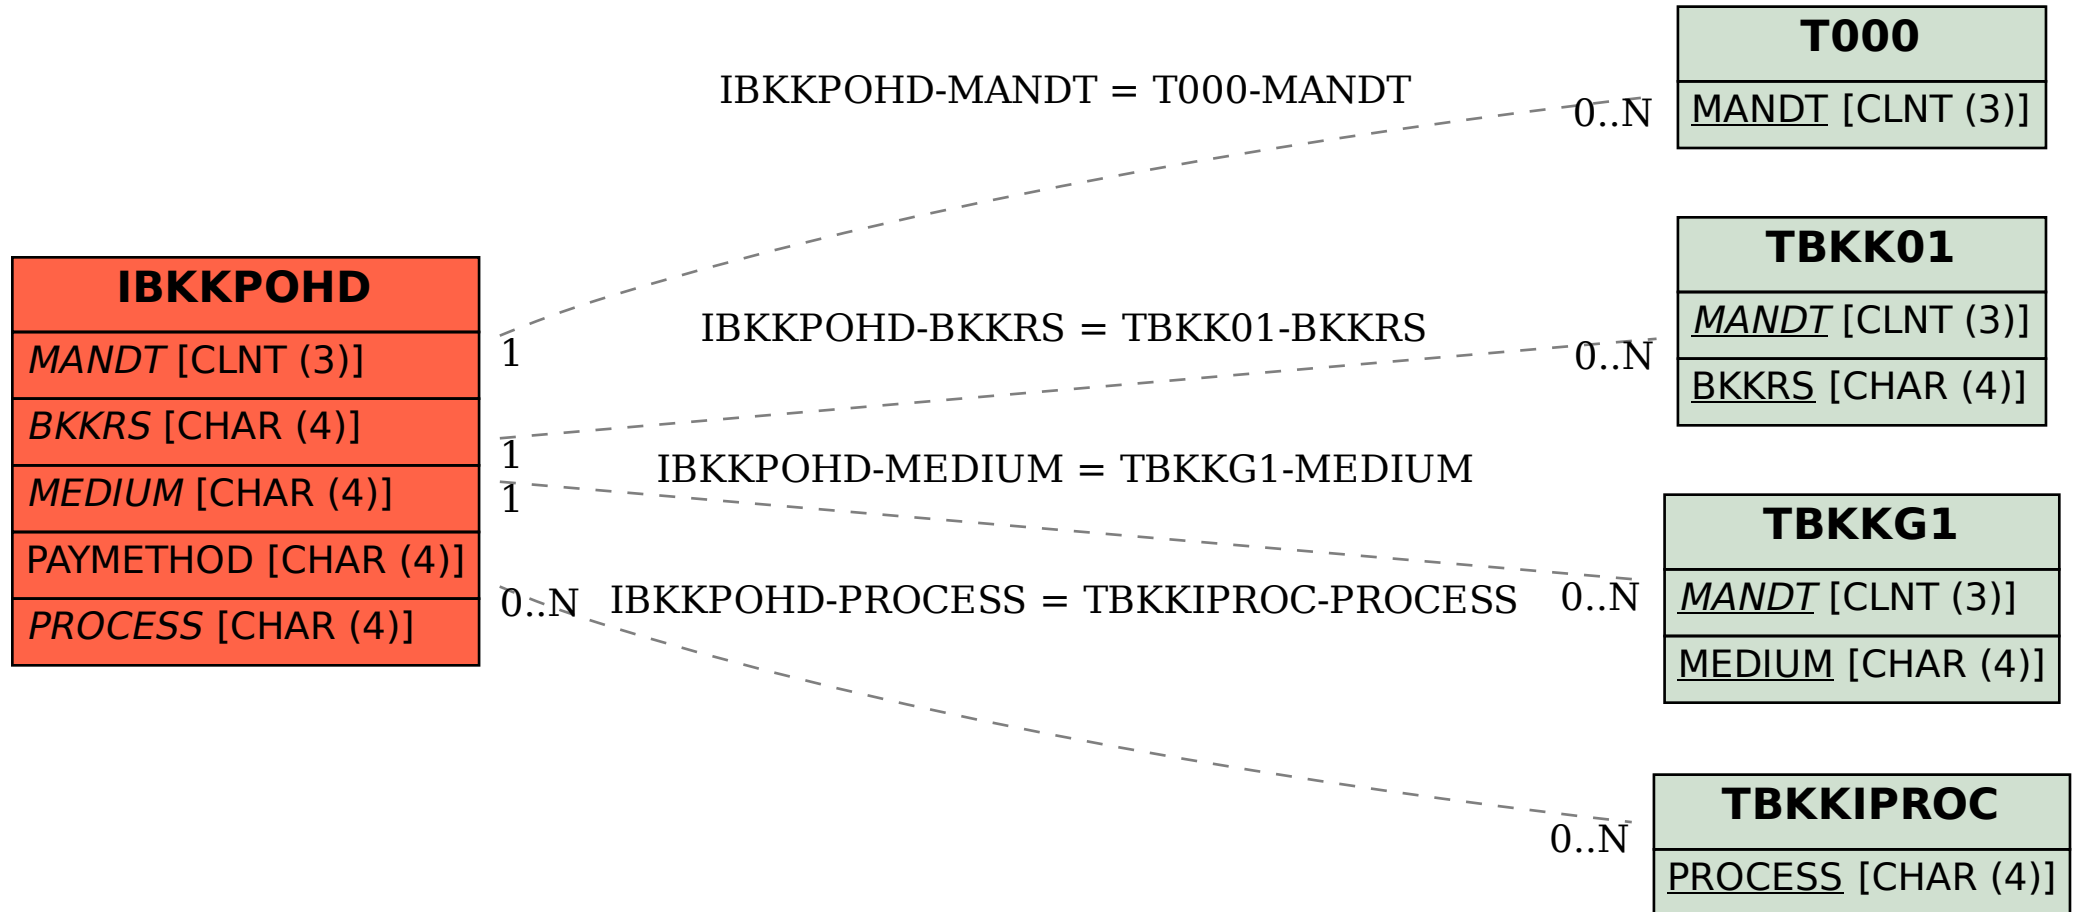 IBKKPOHD
MANDT [CLNT (3)]
BKKRS [CHAR (4)]
MEDIUM [CHAR (4)]
PAYMETHOD [CHAR (4)]
PROCESS [CHAR (4)]
IBKKPOHD-MANDT = T000-MANDT
0..N
1
IBKKPOHD-BKKRS = TBKK01-BKKRS
0..N
1
IBKKPOHD-MEDIUM = TBKKG1-MEDIUM
1
0..N
IBKKPOHD-PROCESS = TBKKIPROC-PROCESS
0..N
0..N
T000
MANDT [CLNT (3)]
TBKK01
MANDT [CLNT (3)]
BKKRS [CHAR (4)]
TBKKG1
MANDT [CLNT (3)]
MEDIUM [CHAR (4)]
TBKKIPROC
PROCESS [CHAR (4)]